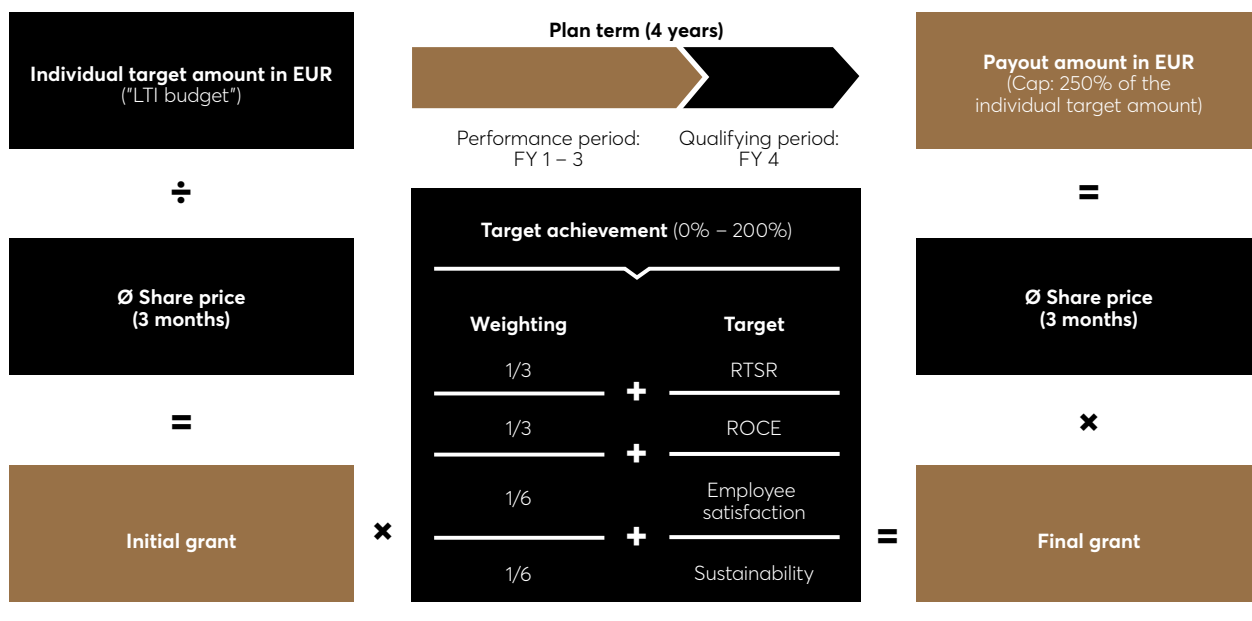 Individual target amount in EUR
("LTI budget")
÷
Ø Share price
(3 months)
=
Initial grant
×
Plan term (4 years)
Performance period:
FY 1 – 3
Qualifying period:
FY 4
Target achievement (0% – 200%)
Weighting Target
1/3 RTSR
+
1/3 ROCE
+
1/6 Employee
satisfaction
+
1/6 Sustainability
=
Payout amount in EUR
(Cap: 250% of the
individual target amount)
=
Ø Share price
(3 months)
×
Final grant